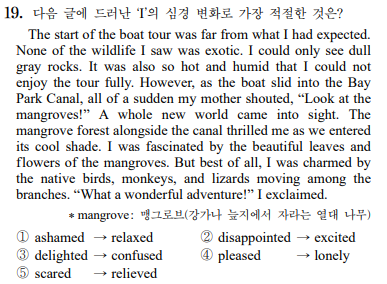 19. 다음 글에 드러난 ‘I’의 심경 변화로 가장 적절한 것은?
The start of the boat tour was far from what I had expected.
None of the wildlife I saw was exotic. I could only see dull
gray rocks. It was also so hot and humid that I could not
enjoy the tour fully. However, as the boat slid into the Bay
Park Canal, all of a sudden my mother shouted, “Look at the
mangroves!” A whole new world came into sight. The
mangrove forest alongside the canal thrilled me as we entered
its cool shade. I was fascinated by the beautiful leaves and
flowers of the mangroves. But best of all, I was charmed by
the native birds, monkeys, and lizards moving among the
branches. “What a wonderful adventure!” I exclaimed.
* mangrove: 맹그로브(강가나 늪지에서 자라는 열대 나무)
① ashamed → relaxed ② disappointed → excited
③ delighted → confused ④ pleased → lonely
⑤ scared → relieved